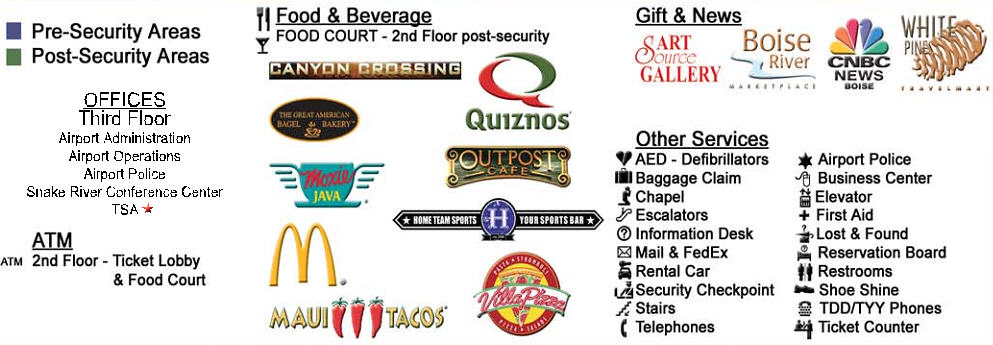 Pre-Security Areas
Post-Security Areas
OFFICES
Third Floor
Airport Administration
Airport Operations
Airport Police
Snake River Conference Center
TSA
ATM
ATM 2nd Floor - Ticket Lobby
& Food Court
Food & Beverage
FOOD COURT - 2nd Floor post-security
CANYON CROSSING
Quiznos
THE GREAT AMERICAN
BAGEL & BAKERY
OUTPOST
CAFE
Moxie
JAVA
HOME TEAM SPORTS H YOUR SPORTS BAR
MAUI TACOS
PASTA • STROMBOLI
Villa Pizza
PIZZA • SALADS
Gift & News
ART
Source
GALLERY
Boise
River
MARKETPLACE
CNBC
NEWS
BOISE
WHITE
PINE
TRAVELMART
Other Services
AED - Defibrillators
Baggage Claim
Chapel
Escalators
Information Desk
Mail & FedEx
Rental Car
Security Checkpoint
Stairs
Telephones
Airport Police
Business Center
Elevator
First Aid
Lost & Found
Reservation Board
Restrooms
Shoe Shine
TDD/TYY Phones
Ticket Counter